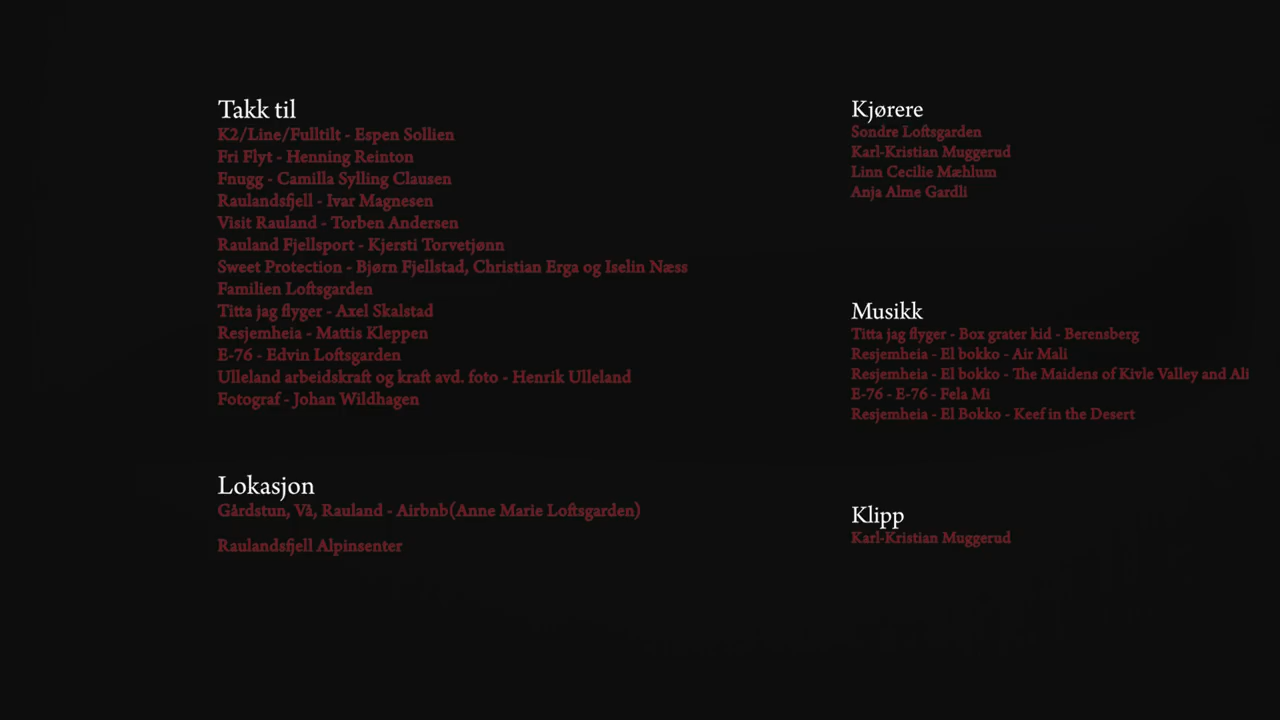 Takk til
K2/Line/Fulltilt - Espen Sollien
Fri Flyt - Henning Reinton
Fnugg - Camilla Sylling Clausen
Raulandsfjell - Ivar Magnesen
Visit Rauland - Torben Andersen
Rauland Fjellsport - Kjersti Torvetjønn
Sweet Protection - Bjørn Fjellstad, Christian Erga og Iselin Næss
Familien Loftsgarden
Titta jag flyger - Axel Skalstad
Resjemheia - Mattis Kleppen
E-76 - Edvin Loftsgarden
Ulleland arbeidskraft og kraft avd. foto - Henrik Ulleland
Fotograf - Johan Wildhagen
Lokasjon
Gårdstun, Vå, Rauland - Airbnb(Anne Marie Loftsgarden)
Raulandsfjell Alpinsenter
Kjørere
Sondre Loftsgarden
Karl-Kristian Muggerud
Linn Cecilie Mæhlum
Anja Alme Gardli
Musikk
Titta jag flyger - Box grater kid - Berensberg
Resjemheia - El bokko - Air Mali
Resjemheia - El bokko - The Maidens of Kivle Valley and Ali
E-76 - E-76 - Fela Mi
Resjemheia - El Bokko - Keef in the Desert
Klipp
Karl-Kristian Muggerud